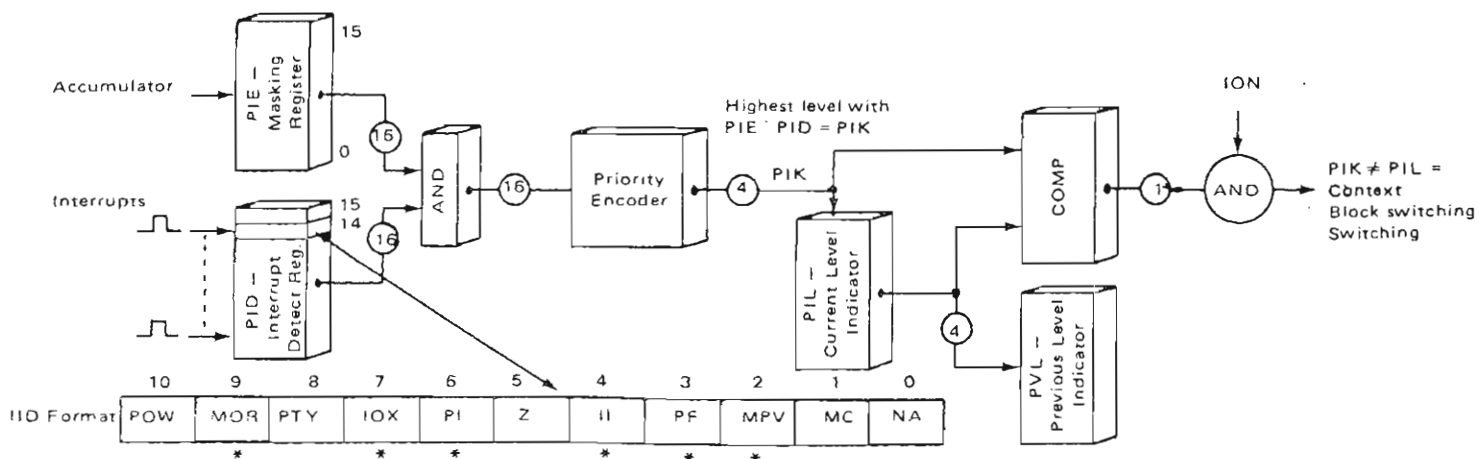 15
Accumulator
PIE —
Masking
Register
0
16
Interrupts
15
14
PID —
Interrupt
Detect Reg.
16
AND
16
Priority
Encoder
Highest level with
PIE · PID = PIK
4
PIK
PIL —
Current Level
Indicator
COMP
4
PVL —
Previous Level
Indicator
1
ION
AND
PIK ≠ PIL =
Context
Block switching
Switching
10 9 8 7 6 5 4 3 2 1 0
IID Format POW MOR PTY IOX PI Z II PF MPV MC NA
* * * * * *